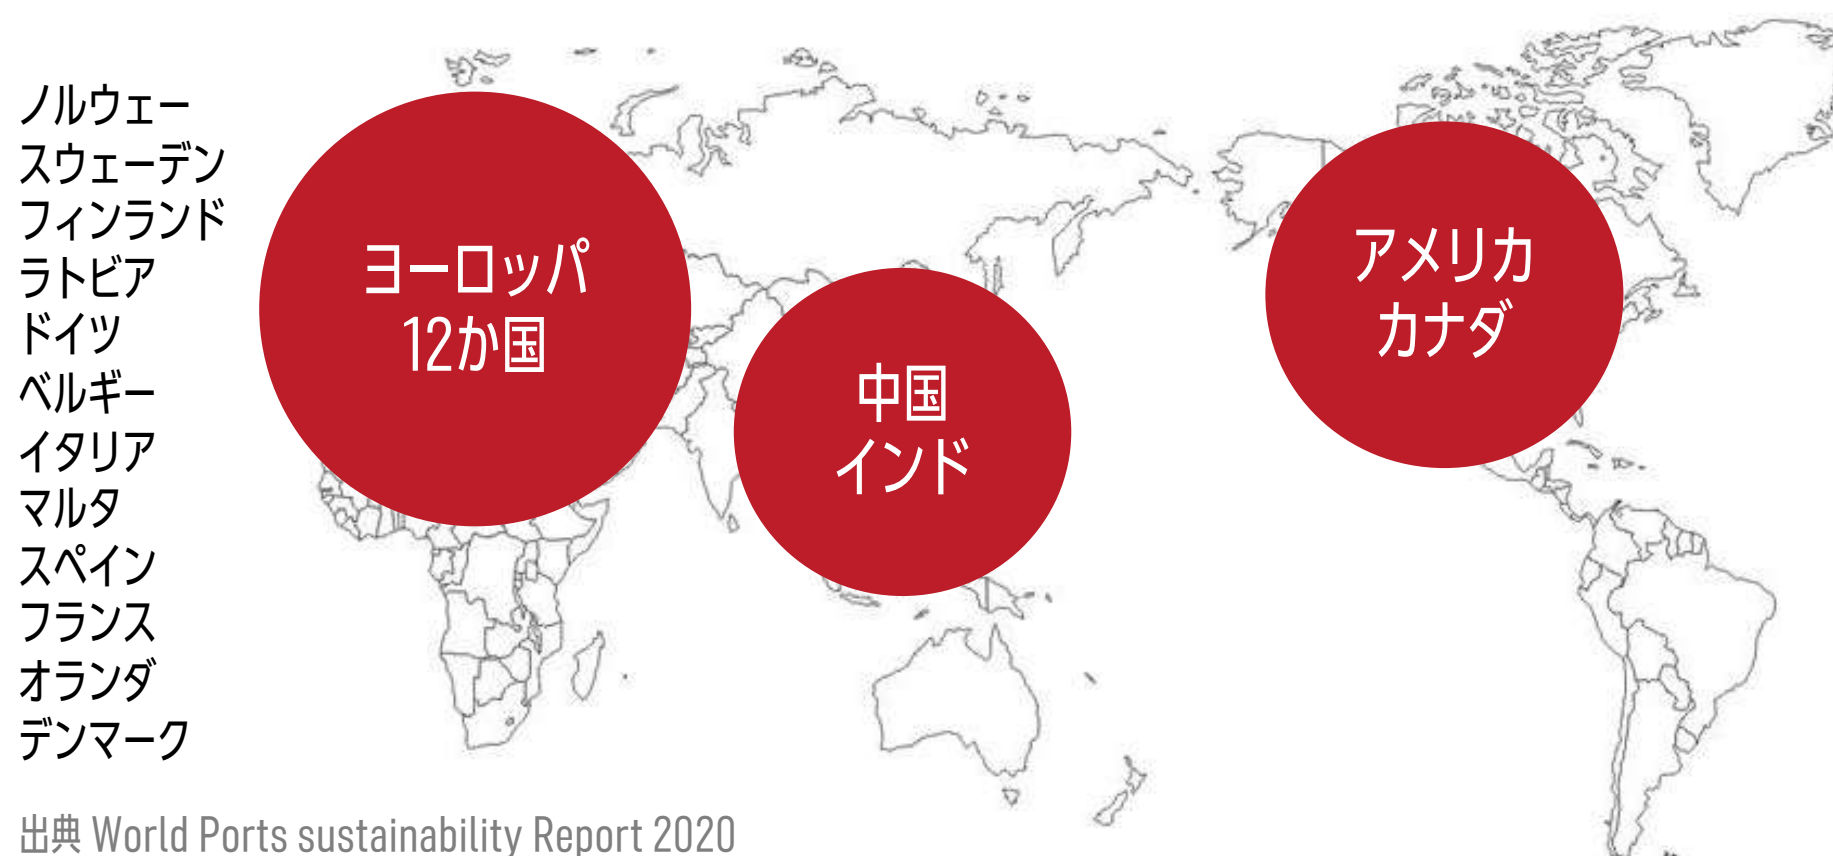 ノルウェー
スウェーデン
フィンランド
ラトビア
ドイツ
ベルギー
イタリア
マルタ
スペイン
フランス
オランダ
デンマーク
ヨーロッパ
12か国
中国
インド
アメリカ
カナダ
出典 World Ports sustainability Report 2020